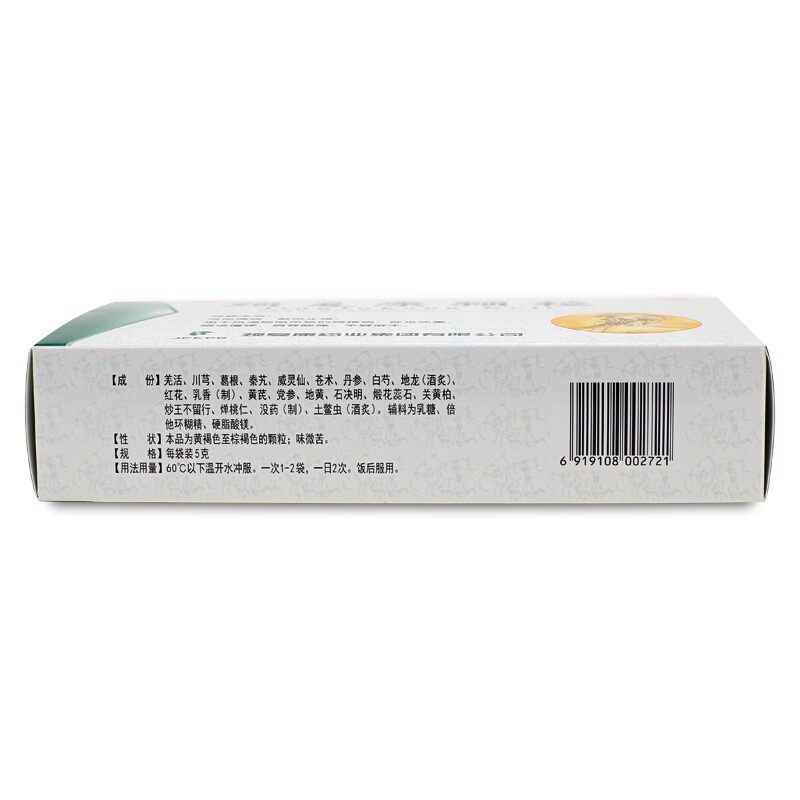 【成　份】羌活、川芎、葛根、秦艽、威灵仙、苍术、丹参、白芍、地龙（酒炙）、
红花、乳香（制）、黄芪、党参、地黄、石决明、煅花蕊石、关黄柏、
炒王不留行、燀桃仁、没药（制）、土鳖虫（酒炙）。辅料为乳糖、倍
他环糊精、硬脂酸镁。
【性　状】本品为黄褐色至棕褐色的颗粒；味微苦。
【规　格】每袋装5克
【用法用量】60℃以下温开水冲服。一次1-2袋，一日2次。饭后服用。
6 919108 002721